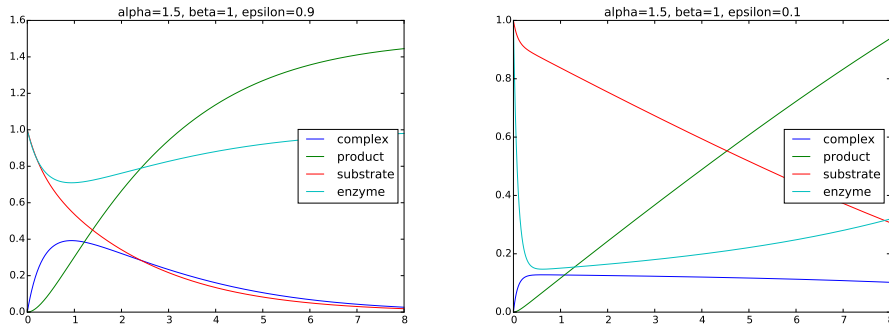 alpha=1.5, beta=1, epsilon=0.9
1.6
1.4
1.2
1.0
0.8
0.6
0.4
0.2
0.0
0 1 2 3 4 5 6 7 8
complex
product
substrate
enzyme
alpha=1.5, beta=1, epsilon=0.1
1.0
0.8
0.6
0.4
0.2
0.0
0 1 2 3 4 5 6 7 8
complex
product
substrate
enzyme